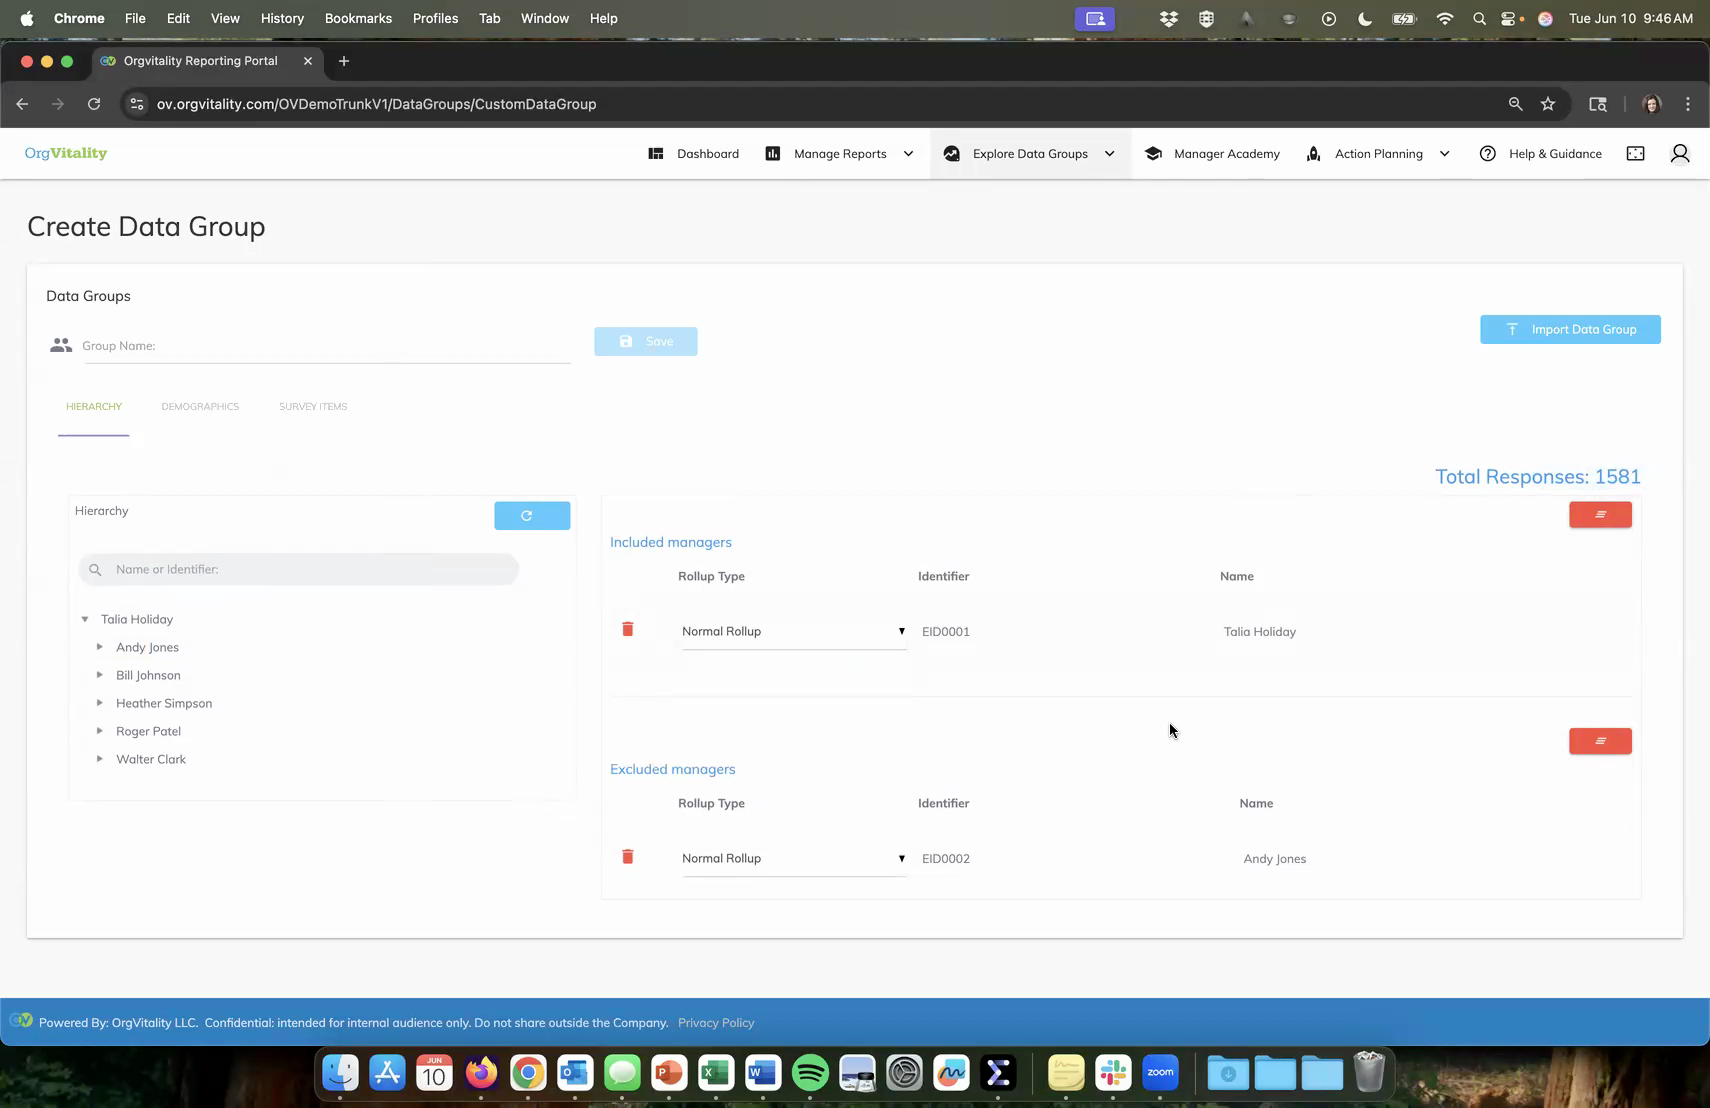 Chrome File Edit View History Bookmarks Profiles Tab Window Help Tue Jun 10 9:46 AM
Orgvitality Reporting Portal
ov.orgvitality.com/OVDemoTrunkV1/DataGroups/CustomDataGroup
OrgVitality Dashboard Manage Reports Explore Data Groups Manager Academy Action Planning Help & Guidance
Create Data Group
Data Groups
Group Name: Save Import Data Group
HIERARCHY DEMOGRAPHICS SURVEY ITEMS
Total Responses: 1581
Hierarchy
Name or Identifier:
Talia Holiday
Andy Jones
Bill Johnson
Heather Simpson
Roger Patel
Walter Clark
Included managers
Rollup Type Identifier Name
Normal Rollup EID0001 Talia Holiday
Excluded managers
Rollup Type Identifier Name
Normal Rollup EID0002 Andy Jones
Powered By: OrgVitality LLC. Confidential: intended for internal audience only. Do not share outside the Company. Privacy Policy
JUN
10
zoom